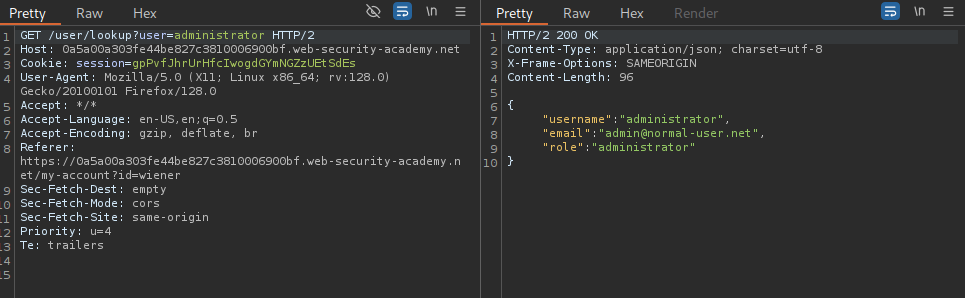 Pretty Raw Hex \n
1 GET /user/lookup?user=administrator HTTP/2
2 Host: 0a5a00a303fe44be827c3810006900bf.web-security-academy.net
3 Cookie: session=gpPvfJhrUrHfcIwogdGYmNGZzUEtSdEs
4 User-Agent: Mozilla/5.0 (X11; Linux x86_64; rv:128.0)
Gecko/20100101 Firefox/128.0
5 Accept: */*
6 Accept-Language: en-US,en;q=0.5
7 Accept-Encoding: gzip, deflate, br
8 Referer:
https://0a5a00a303fe44be827c3810006900bf.web-security-academy.n
et/my-account?id=wiener
9 Sec-Fetch-Dest: empty
10 Sec-Fetch-Mode: cors
11 Sec-Fetch-Site: same-origin
12 Priority: u=4
13 Te: trailers
14
15
Pretty Raw Hex Render \n
1 HTTP/2 200 OK
2 Content-Type: application/json; charset=utf-8
3 X-Frame-Options: SAMEORIGIN
4 Content-Length: 96
5
6 {
7 "username":"administrator",
8 "email":"admin@normal-user.net",
9 "role":"administrator"
10 }